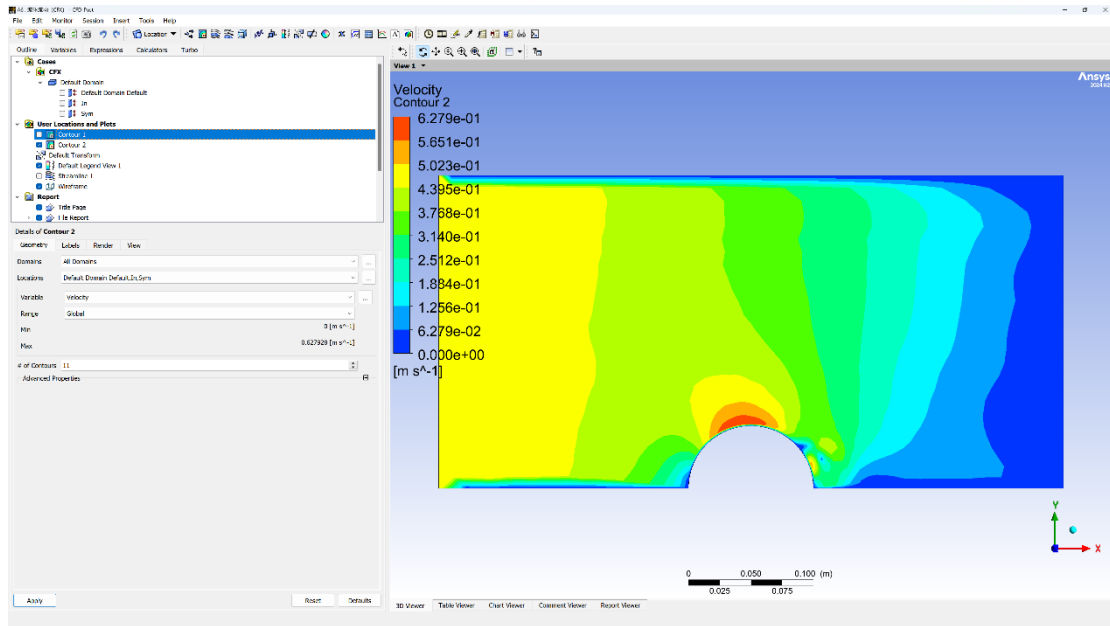 CFD Post
File Edit Monitor Session Insert Tools Help
Location
Outline Variables Expressions Calculators Turbo
Cases
CFX
Default Domain
Default Domain Default
In
Sym
User Locations and Plots
Contour 1
Contour 2
Default Transform
Default Legend View 1
Streamline 1
Wireframe
Report
Title Page
File Report
Details of Contour 2
Geometry Labels Render View
Domains All Domains
Locations Default Domain Default,In,Sym
Variable Velocity
Range Global
Min 0 [m s^-1]
Max 0.627929 [m s^-1]
# of Contours 11
Advanced Properties
Apply Reset Defaults
View 1
Velocity
Contour 2
6.279e-01
5.651e-01
5.023e-01
4.395e-01
3.768e-01
3.140e-01
2.512e-01
1.884e-01
1.256e-01
6.279e-02
0.000e+00
[m s^-1]
Ansys
Y
X
0 0.050 0.100 (m)
0.025 0.075
3D Viewer Table Viewer Chart Viewer Comment Viewer Report Viewer